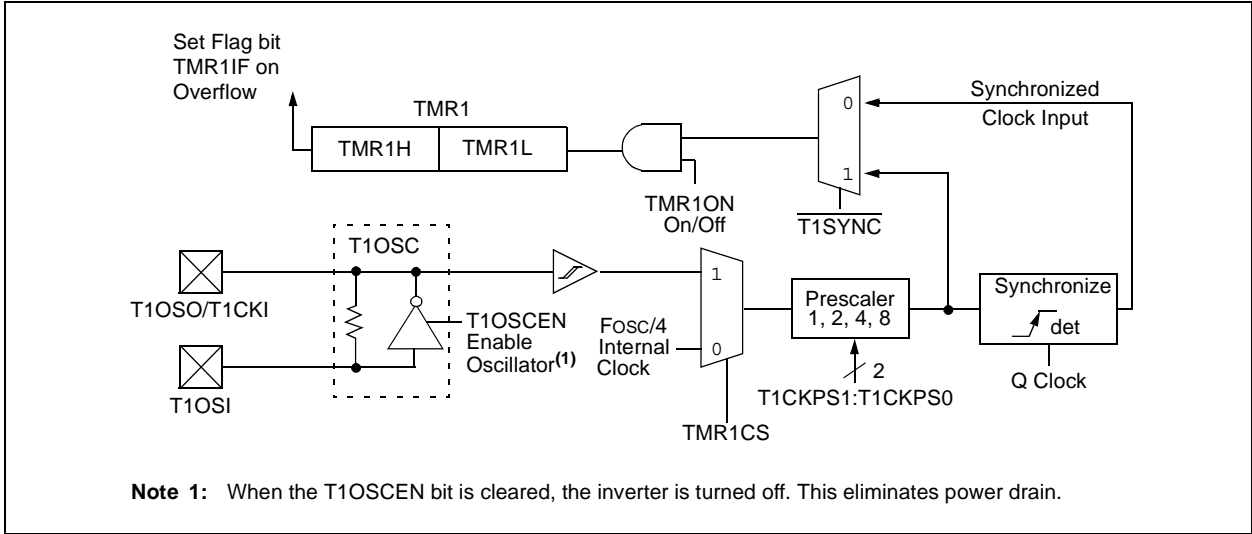 Set Flag bit
TMR1IF on
Overflow
TMR1
TMR1H
TMR1L
TMR1ON
On/Off
0
1
T1SYNC
Synchronized
Clock Input
T1OSC
T1OSO/T1CKI
T1OSI
T1OSCEN
Enable
Oscillator(1)
FOSC/4
Internal
Clock
1
0
TMR1CS
Prescaler
1, 2, 4, 8
2
T1CKPS1:T1CKPS0
Synchronize
det
Q Clock
Note 1: When the T1OSCEN bit is cleared, the inverter is turned off. This eliminates power drain.